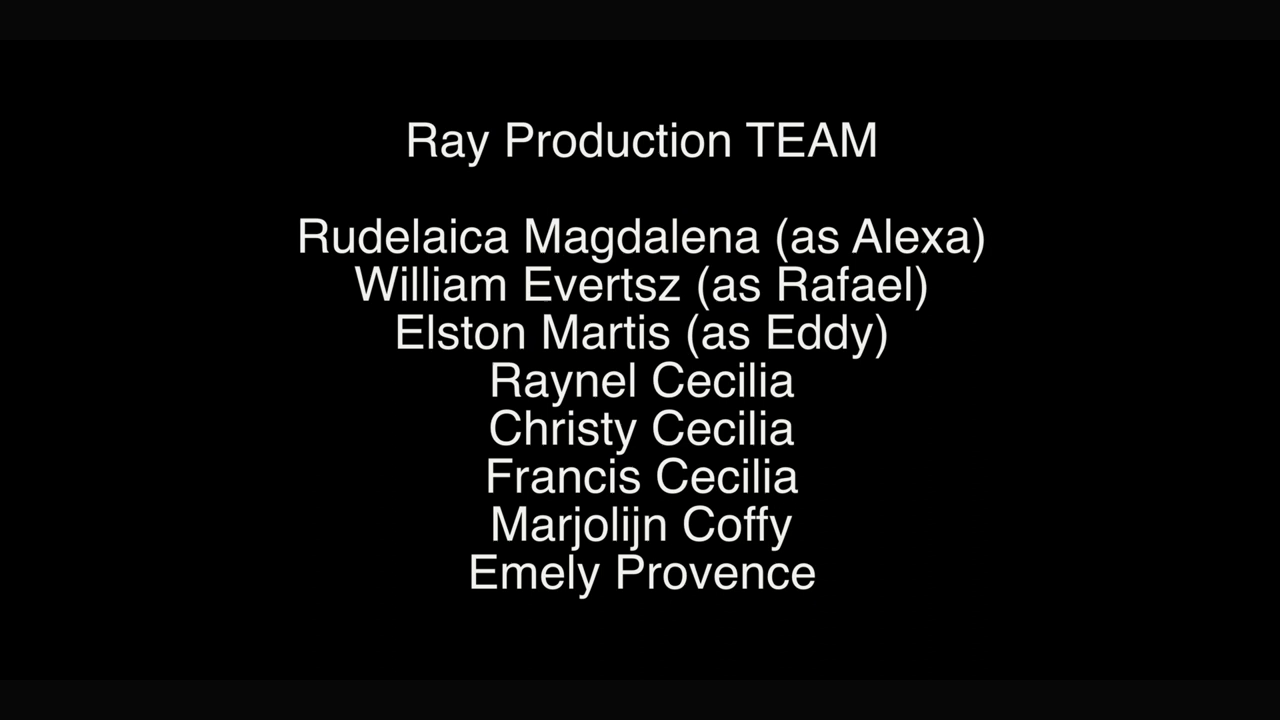 Ray Production TEAM
Rudelaica Magdalena (as Alexa)
William Evertsz (as Rafael)
Elston Martis (as Eddy)
Raynel Cecilia
Christy Cecilia
Francis Cecilia
Marjolijn Coffy
Emely Provence